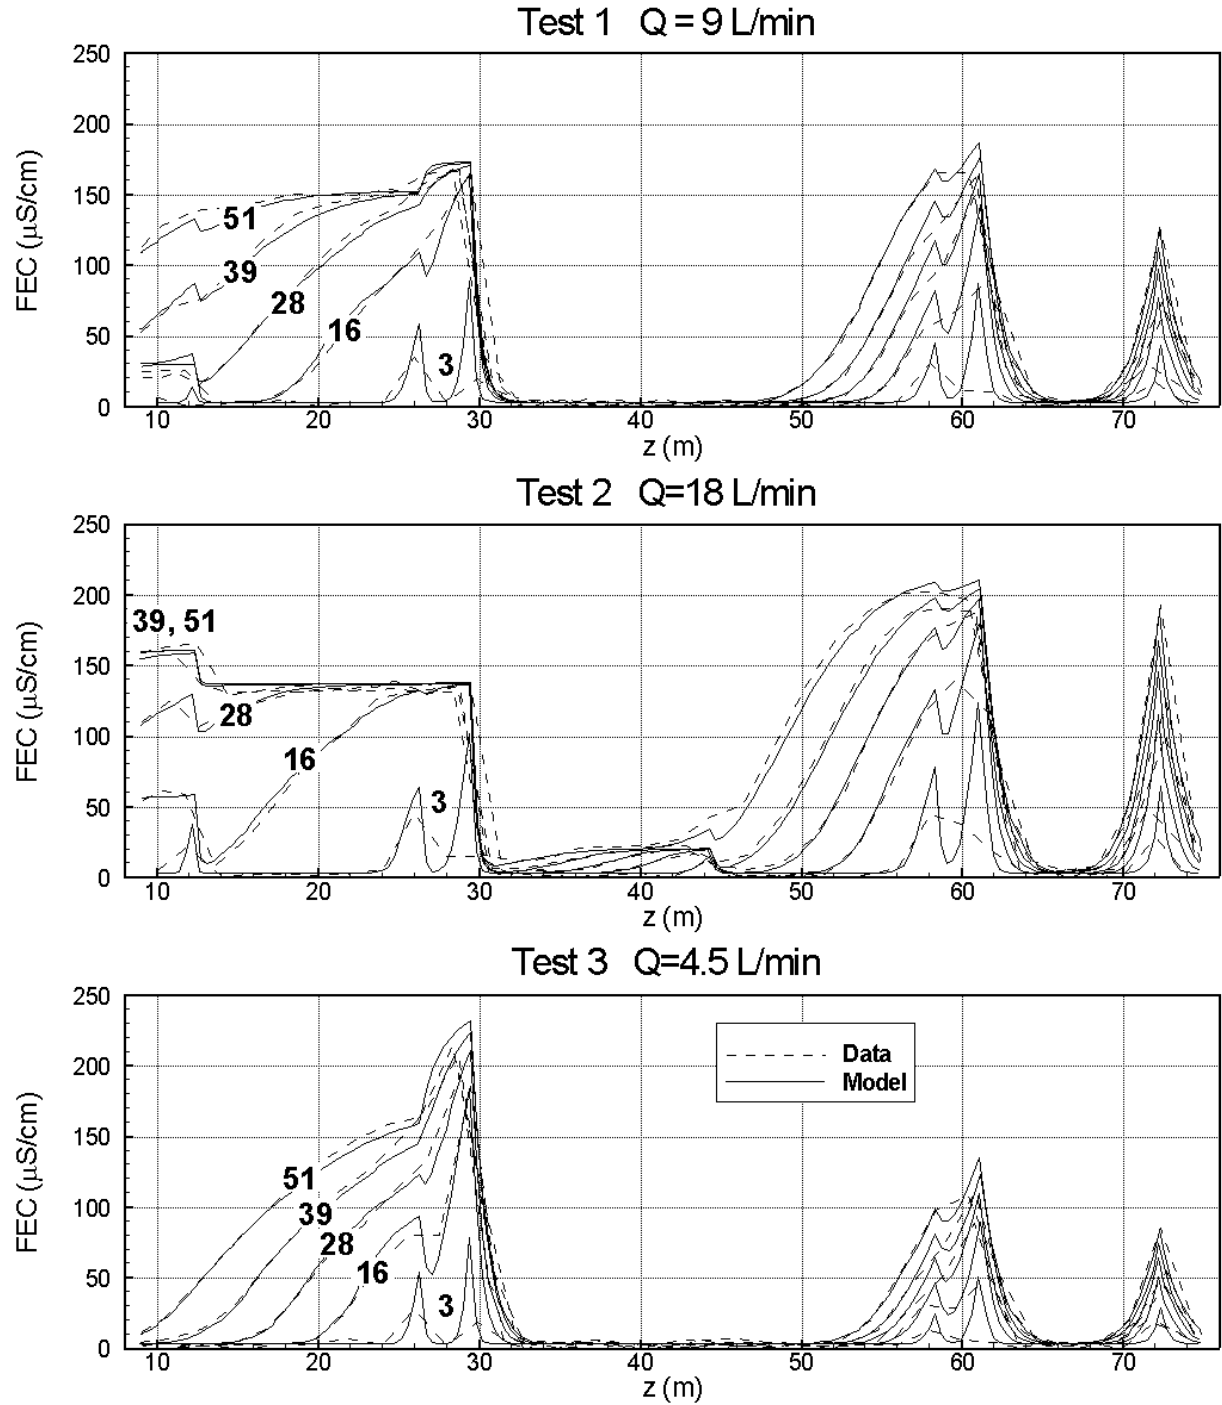 Test 1 Q = 9 L/min
250
200
150
100
50
0
FEC (µS/cm)
51
39
28
16
3
10 20 30 40 50 60 70
z (m)
Test 2 Q=18 L/min
250
200
150
100
50
0
FEC (µS/cm)
39, 51
28
16
3
10 20 30 40 50 60 70
z (m)
Test 3 Q=4.5 L/min
250
200
150
100
50
0
FEC (µS/cm)
Data
Model
51
39
28
16
3
10 20 30 40 50 60 70
z (m)